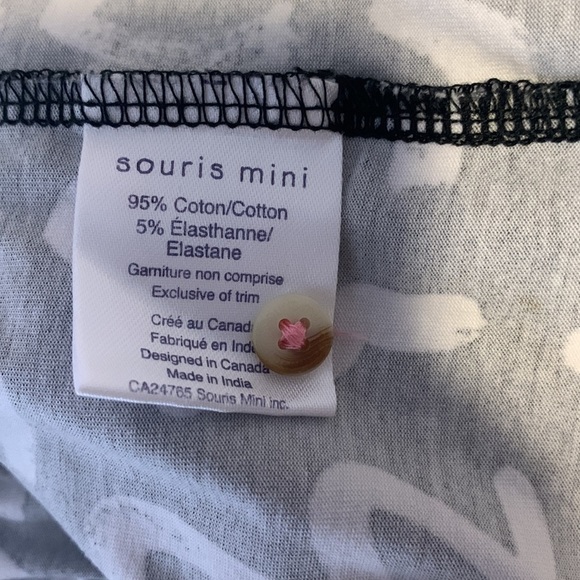 souris mini
95% Coton/Cotton
5% Élasthanne/
Elastane
Garniture non comprise
Exclusive of trim
Créé au Canad
Fabriqué en Ind
Designed in Canada
Made in India
CA24765 Souris Mini inc.